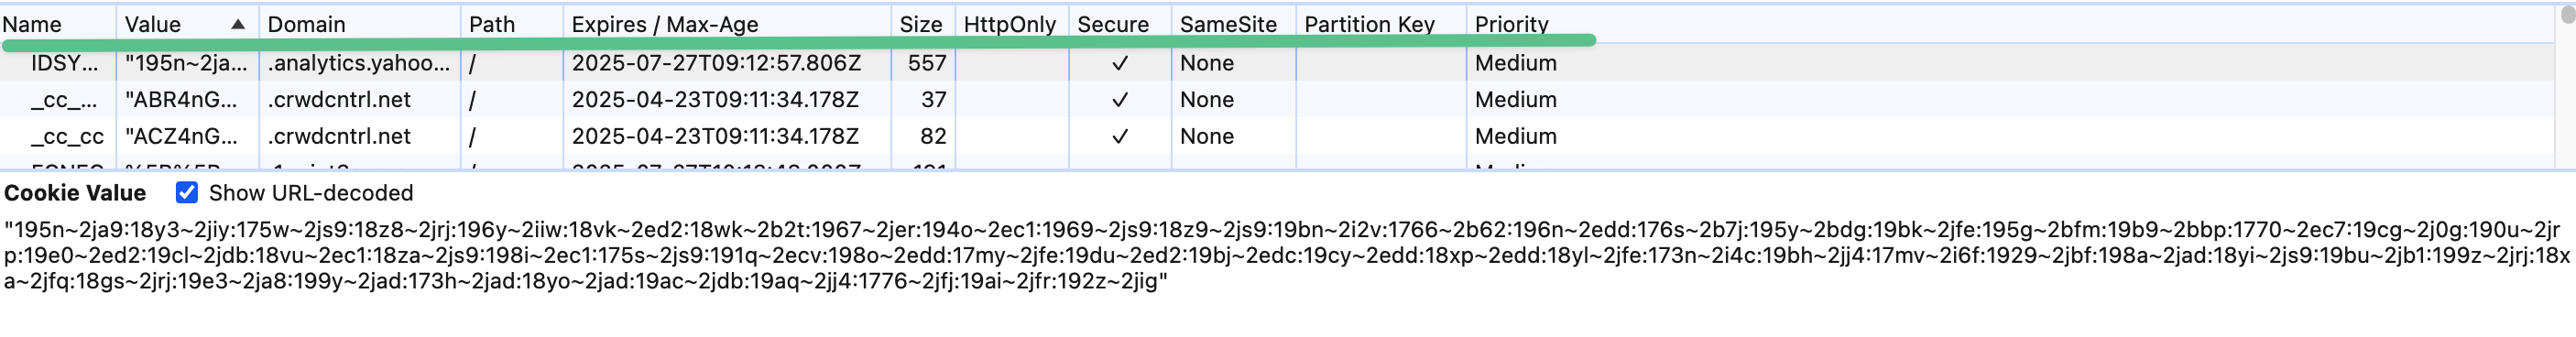 Name Value ▲ Domain Path Expires / Max-Age Size HttpOnly Secure SameSite Partition Key Priority
IDSY... "195n~2ja... .analytics.yahoo... / 2025-07-27T09:12:57.806Z 557 ✓ None Medium
_cc_... "ABR4nG... .crwdcntrl.net / 2025-04-23T09:11:34.178Z 37 ✓ None Medium
_cc_cc "ACZ4nG... .crwdcntrl.net / 2025-04-23T09:11:34.178Z 82 ✓ None Medium
Cookie Value Show URL-decoded
"195n~2ja9:18y3~2jiy:175w~2js9:18z8~2jrj:196y~2iiw:18vk~2ed2:18wk~2b2t:1967~2jer:194o~2ec1:1969~2js9:18z9~2js9:19bn~2i2v:1766~2b62:196n~2edd:176s~2b7j:195y~2bdg:19bk~2jfe:195g~2bfm:19b9~2bbp:1770~2ec7:19cg~2j0g:190u~2jr
p:19e0~2ed2:19cl~2jdb:18vu~2ec1:18za~2js9:198i~2ec1:175s~2js9:191q~2ecv:198o~2edd:17my~2jfe:19du~2ed2:19bj~2edc:19cy~2edd:18xp~2edd:18yl~2jfe:173n~2i4c:19bh~2jj4:17mv~2i6f:1929~2jbf:198a~2jad:18yi~2js9:19bu~2jb1:199z~2jrj:18x
a~2jfq:18gs~2jrj:19e3~2ja8:199y~2jad:173h~2jad:18yo~2jad:19ac~2jdb:19aq~2jj4:1776~2jfj:19ai~2jfr:192z~2jig"